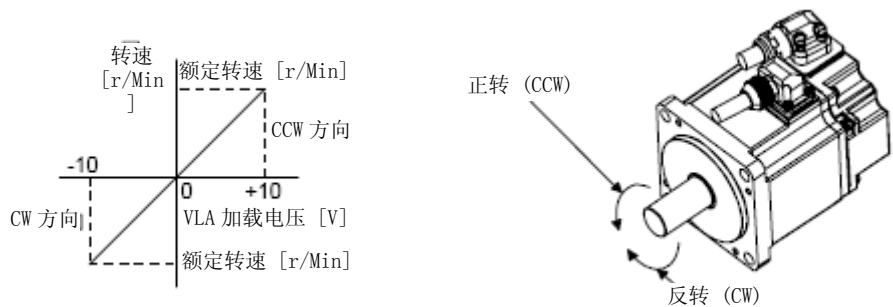 转速
[r/Min
]
额定转速 [r/Min]
CCW 方向
-10
0
+10
CW 方向
VLA 加载电压 [V]
额定转速 [r/Min]
正转 (CCW)
反转 (CW)